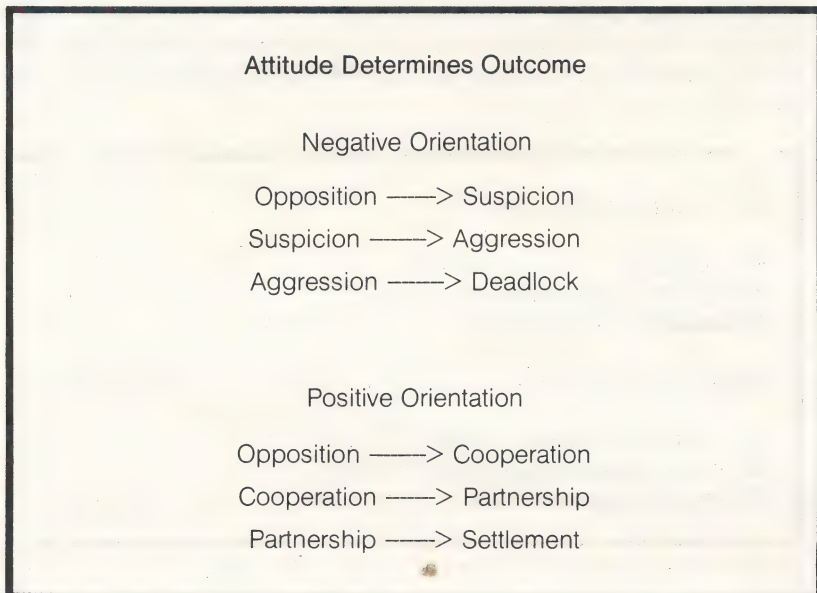 Attitude Determines Outcome
Negative Orientation
Opposition ----> Suspicion
Suspicion ----> Aggression
Aggression ----> Deadlock
Positive Orientation
Opposition ----> Cooperation
Cooperation ----> Partnership
Partnership ----> Settlement